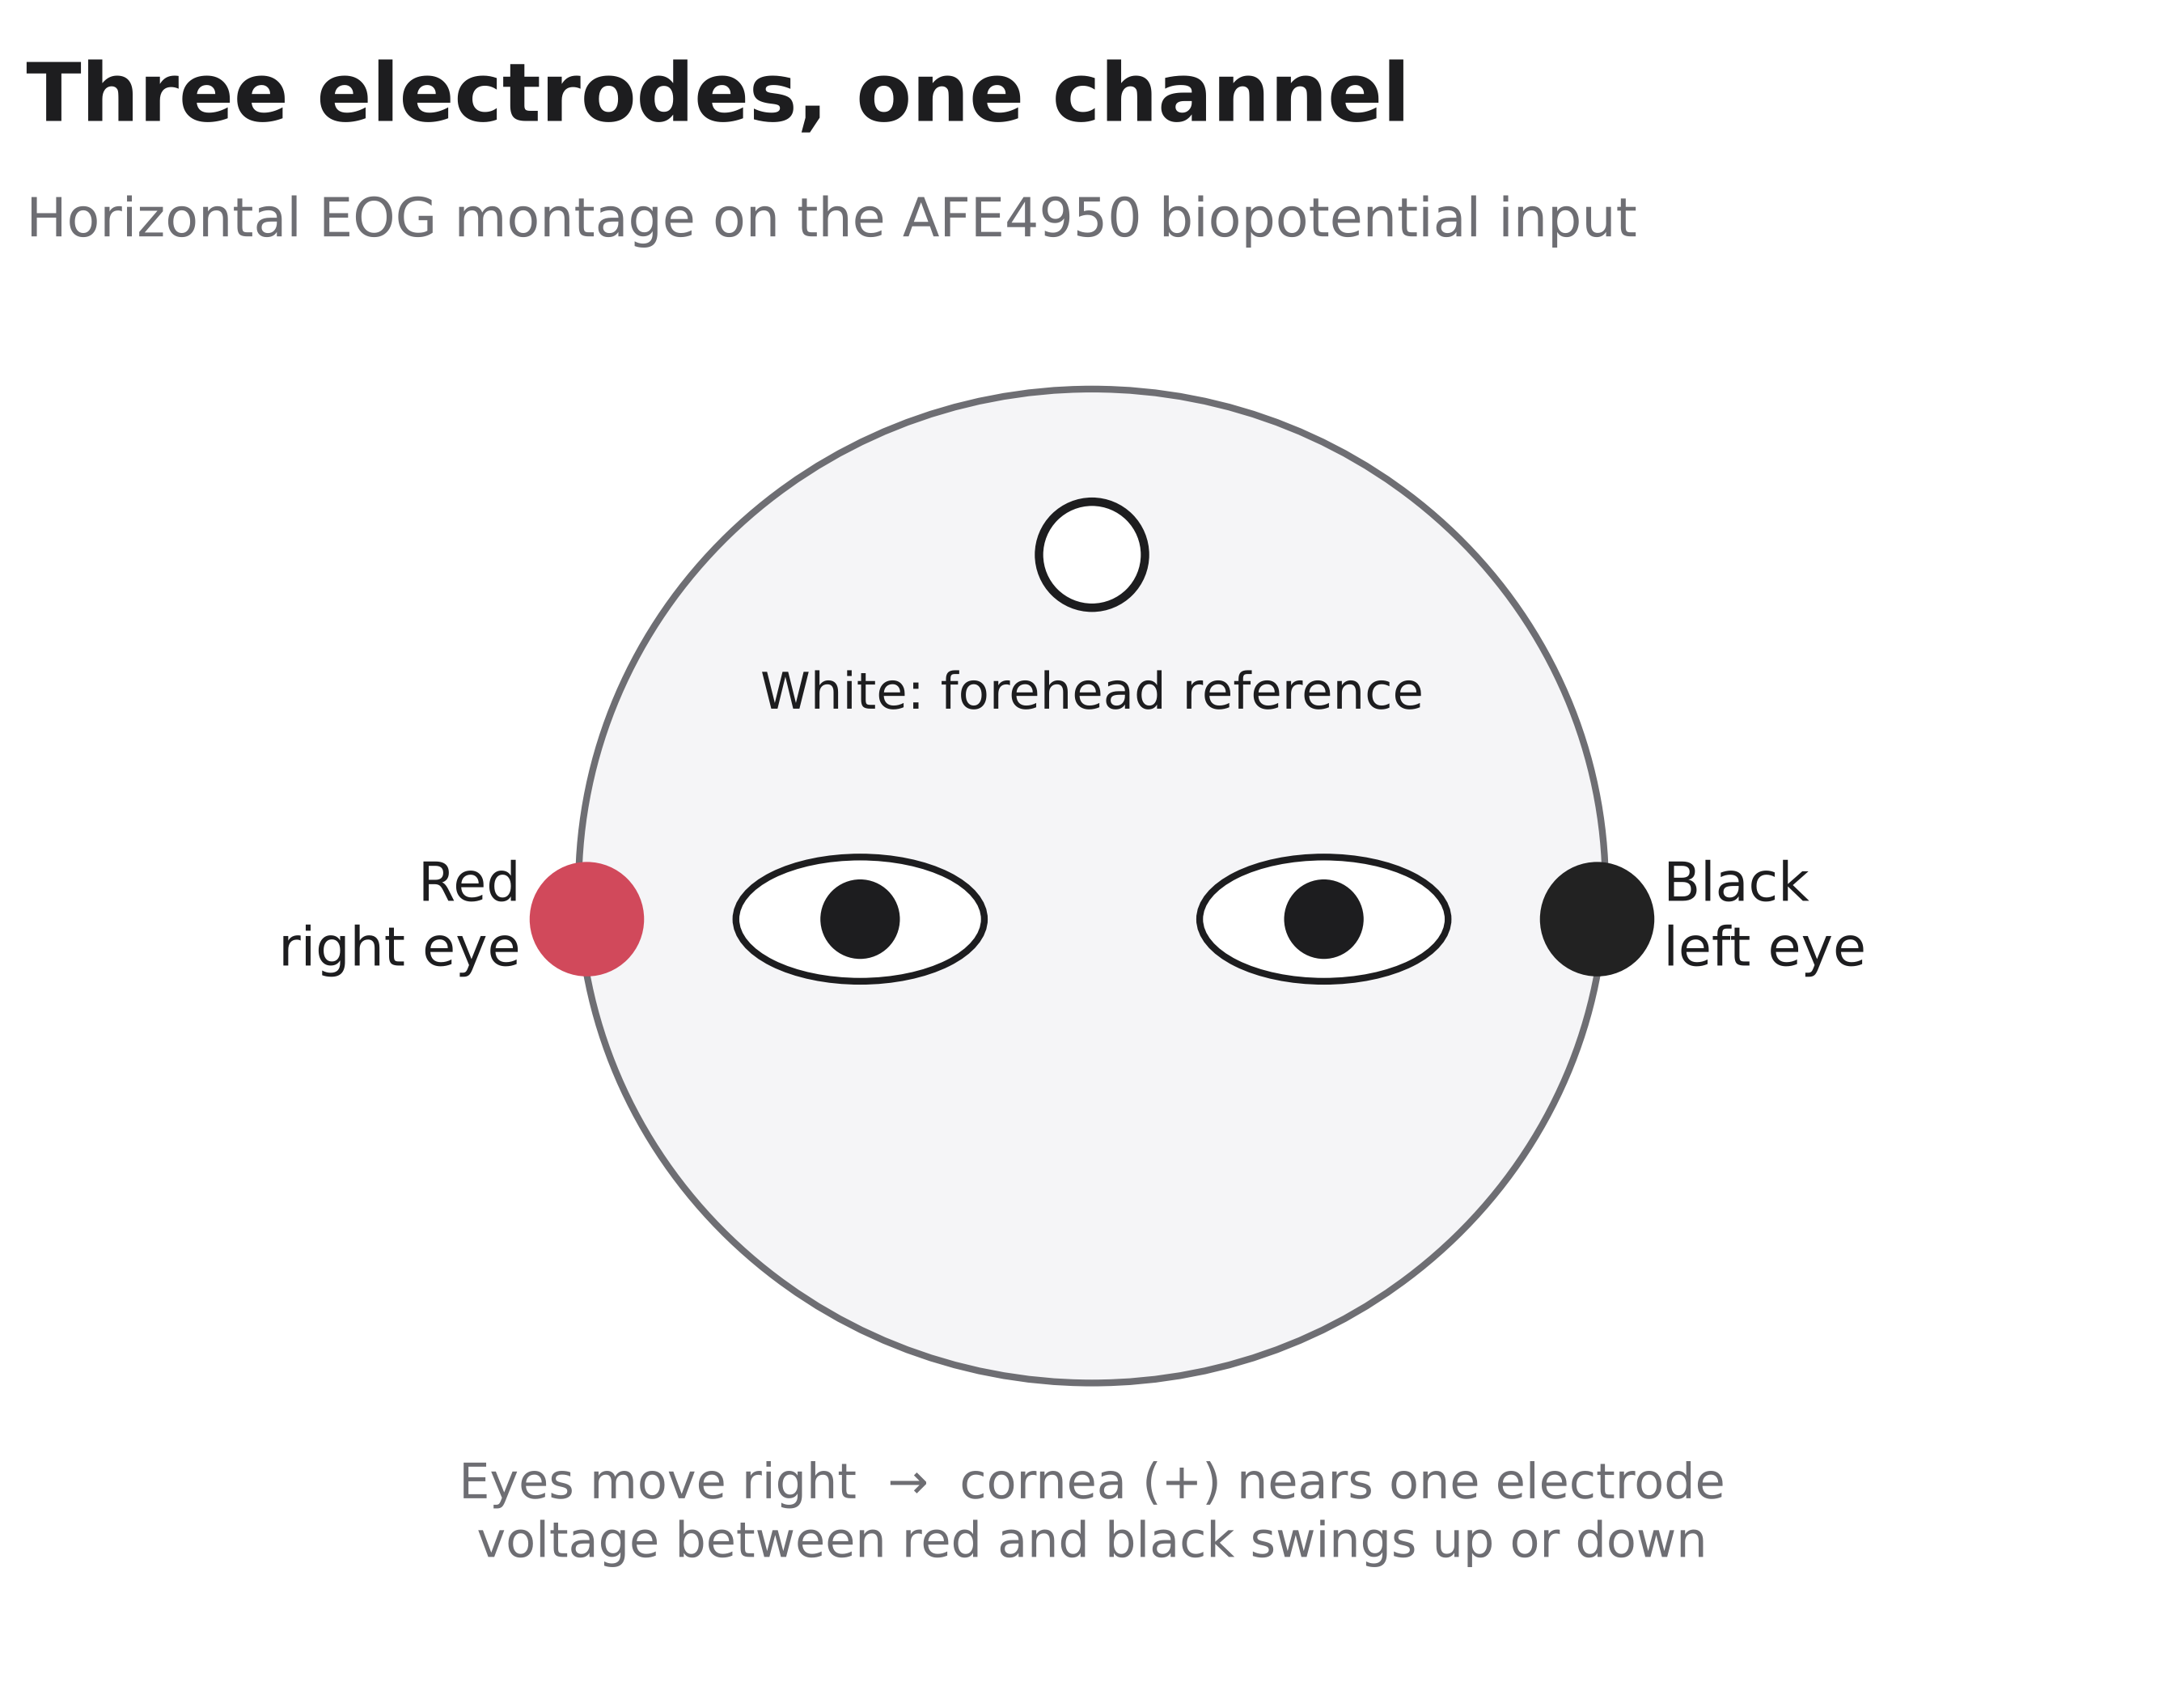 Three electrodes, one channel
Horizontal EOG montage on the AFE4950 biopotential input
White: forehead reference
Red
right eye
Black
left eye
Eyes move right → cornea (+) nears one electrode
voltage between red and black swings up or down